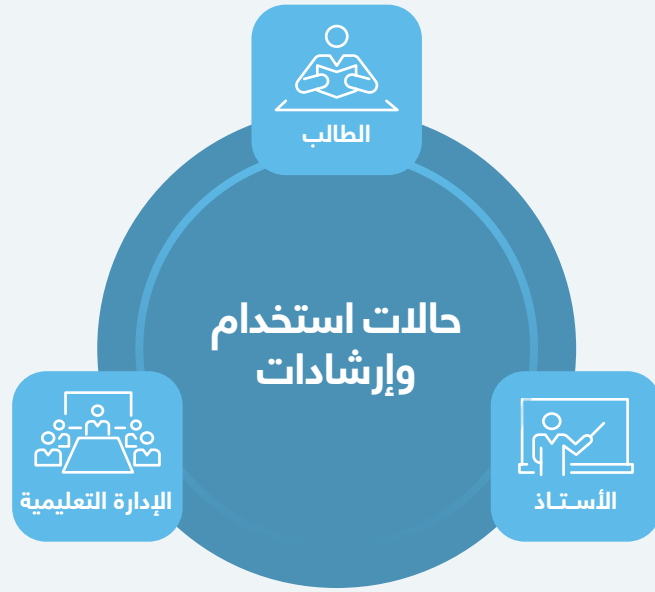 الطالب
حالات استخدام
وإرشادات
الأسـتـاذ
الإدارة التعليمية